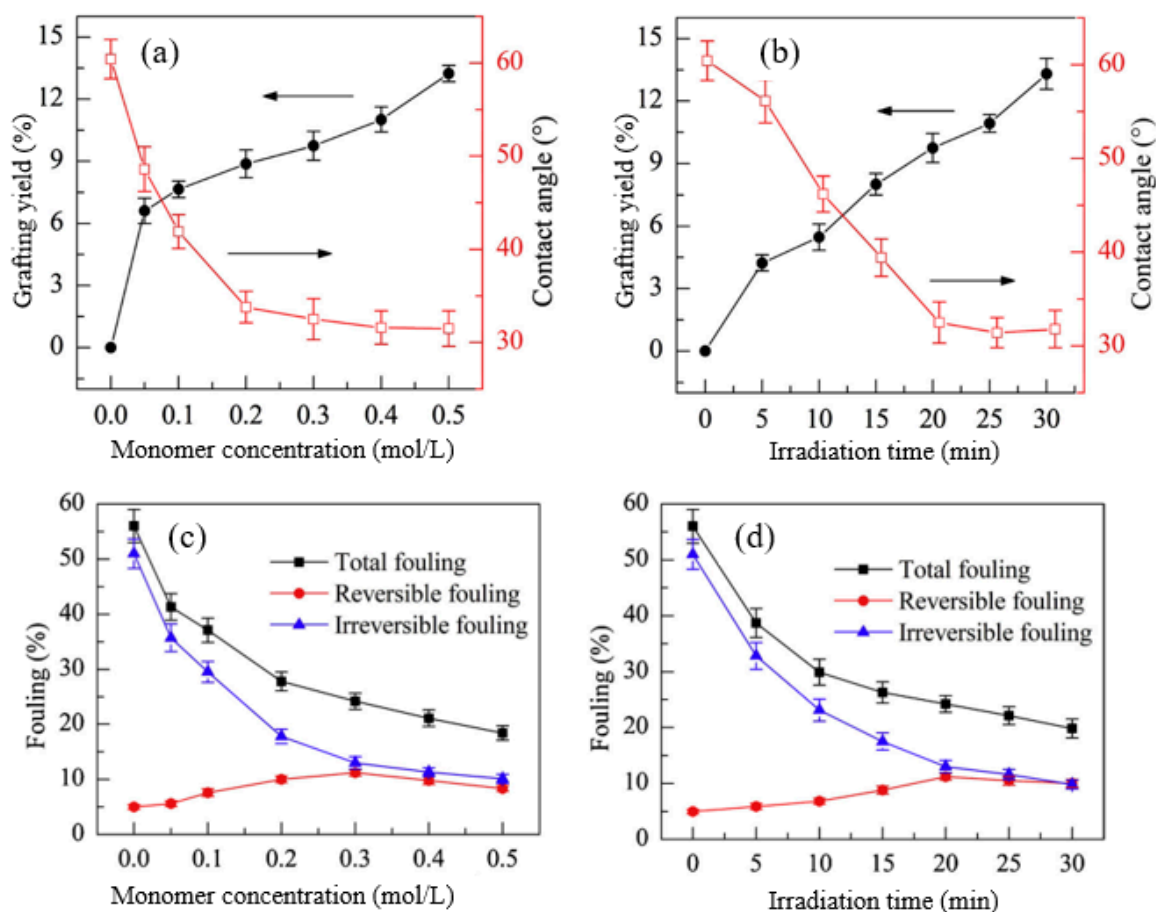 (a)
Grafting yield (%)
15
12
9
6
3
0
60
50
40
30
Contact angle (°)
0.0 0.1 0.2 0.3 0.4 0.5
Monomer concentration (mol/L)
(b)
Grafting yield (%)
15
12
9
6
3
0
60
50
40
30
Contact angle (°)
0 5 10 15 20 25 30
Irradiation time (min)
(c)
Fouling (%)
60
50
40
30
20
10
0
Total fouling
Reversible fouling
Irreversible fouling
0.0 0.1 0.2 0.3 0.4 0.5
Monomer concentration (mol/L)
(d)
Fouling (%)
60
50
40
30
20
10
0
Total fouling
Reversible fouling
Irreversible fouling
0 5 10 15 20 25 30
Irradiation time (min)